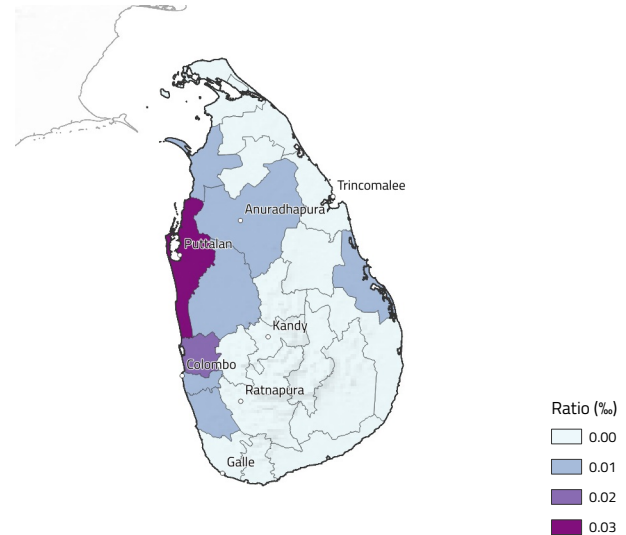 Trincomalee
Anuradhapura
Puttalan
Kandy
Colombo
Ratnapura
Galle
Ratio (‰)
0.00
0.01
0.02
0.03